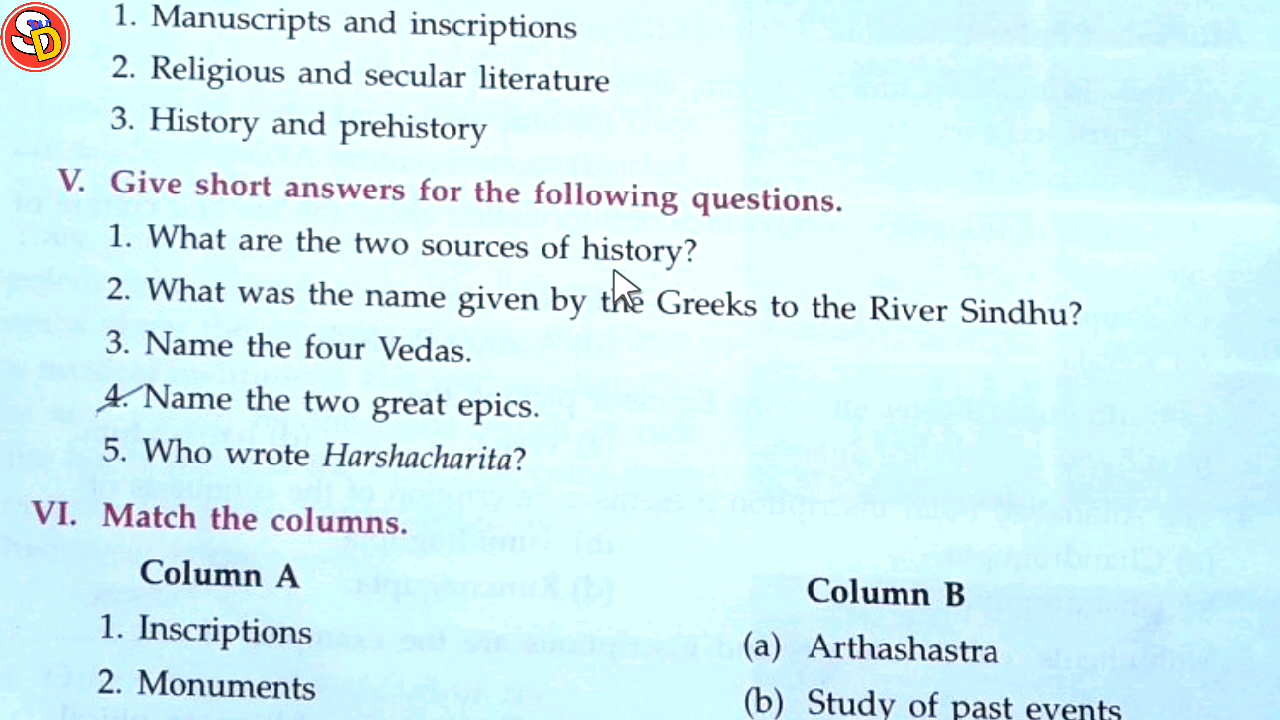 SD
1. Manuscripts and inscriptions
2. Religious and secular literature
3. History and prehistory
V. Give short answers for the following questions.
1. What are the two sources of history?
2. What was the name given by the Greeks to the River Sindhu?
3. Name the four Vedas.
4. Name the two great epics.
5. Who wrote Harshacharita?
VI. Match the columns.
Column A
Column B
1. Inscriptions
(a) Arthashastra
2. Monuments
(b) Study of past events